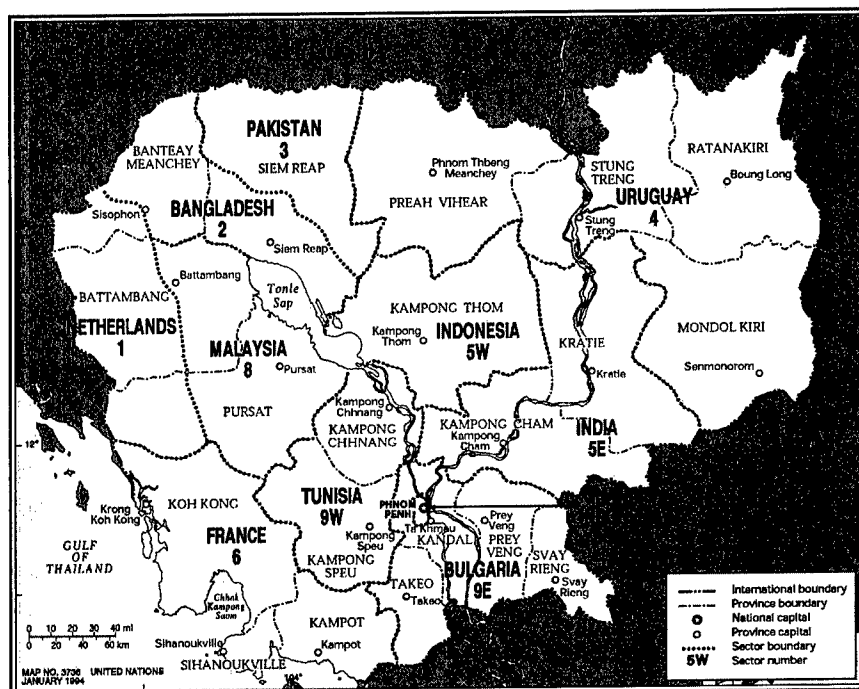 PAKISTAN
3
SIEM REAP
BANTEAY
MEANCHEY
Phnom Thbeng
Meanchey
PREAH VIHEAR
STUNG
TRENG
RATANAKIRI
Boung Long
URUGUAY
4
Stung
Treng
Sisophon
BANGLADESH
2
Siem Reap
Battambang
BATTAMBANG
Tonle
Sap
NETHERLANDS
1
MALAYSIA
8
Pursat
PURSAT
KAMPONG THOM
Kampong
Thom
INDONESIA
5W
KRATIE
Kratie
MONDOL KIRI
Senmonorom
Kampong
Chhnang
KAMPONG
CHHNANG
KAMPONG CHAM
Kampong
Cham
INDIA
5E
12°
Krong
Koh Kong
KOH KONG
FRANCE
6
TUNISIA
9W
Kampong
Speu
KAMPONG
SPEU
PHNOM
PENH
Ta Khmau
KANDAL
Prey
Veng
PREY
VENG
BULGARIA
9E
SVAY
RIENG
Svay
Rieng
GULF
OF
THAILAND
Chhak
Kampong
Saom
TAKEO
Takeo
KAMPOT
Kampot
Sihanoukville
SIHANOUKVILLE
104°
0 20 40 60 km
0 20 40 mi
MAP NO. 3736 UNITED NATIONS
JANUARY 1994
International boundary
Province boundary
National capital
Province capital
Sector boundary
5W Sector number